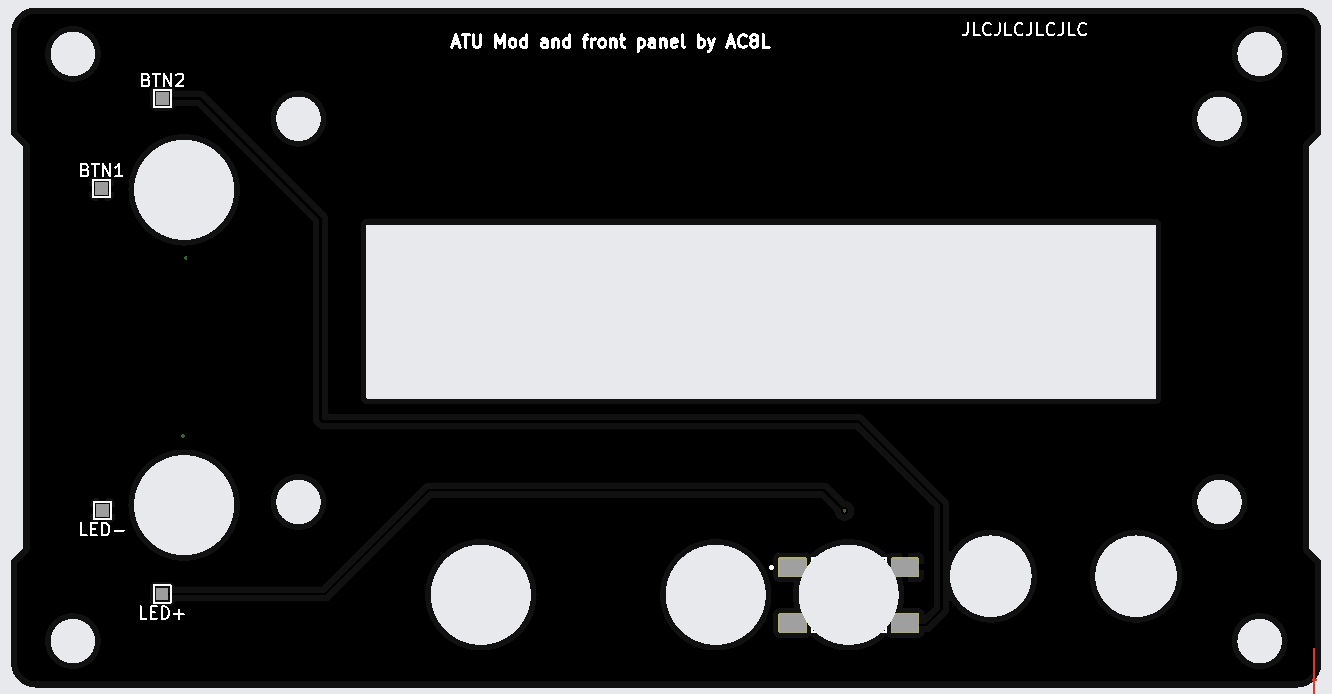 JLCJLCJLCJLC
ATU Mod and front panel by AC8L
BTN2
BTN1
LED-
LED+